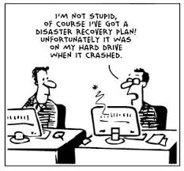 I'M NOT STUPID,
OF COURSE I'VE GOT A
DISASTER RECOVERY PLAN!
UNFORTUNATELY IT WAS
ON MY HARD DRIVE
WHEN IT CRASHED.